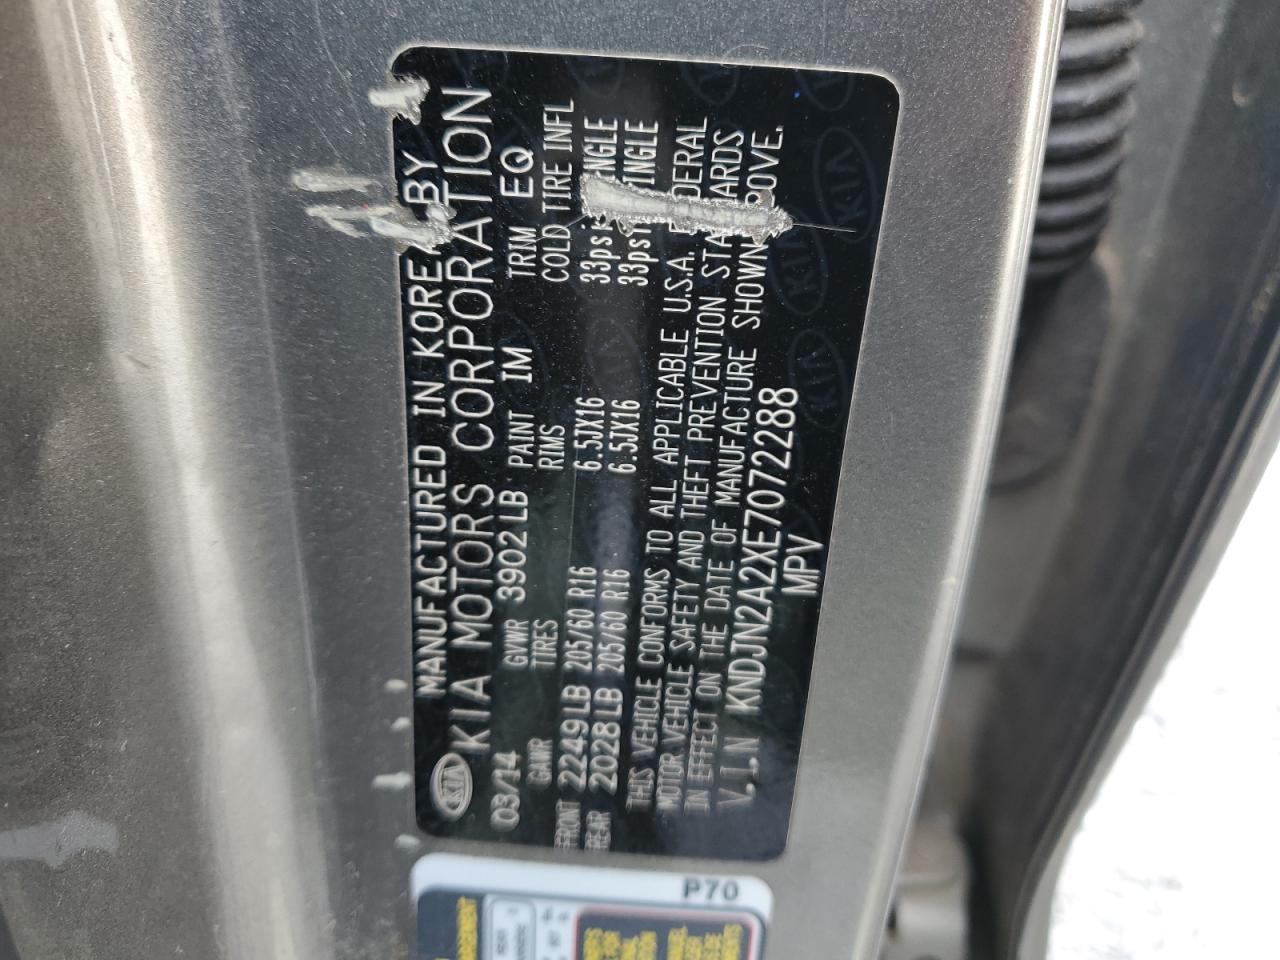 KIA
MANUFACTURED IN KOREA BY
KIA MOTORS CORPORATION
03/14 GVWR 3902LB PAINT 1M TRIM EQ
GAWR TIRES RIMS COLD TIRE INFL
FRONT 2249LB 205/60 R16 6.5JX16 33psi
REAR 2028LB 205/60 R16 6.5JX16 33psi
THIS VEHICLE CONFORMS TO ALL APPLICABLE U.S.A. FEDERAL
MOTOR VEHICLE SAFETY AND THEFT PREVENTION STANDARDS
IN EFFECT ON THE DATE OF MANUFACTURE SHOWN ABOVE.
V.I.N KNDJN2A2XE7072288
MPV
P70